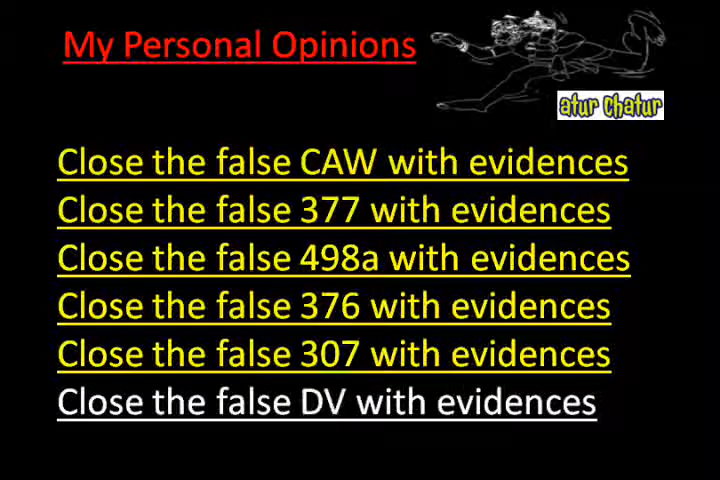 My Personal Opinions
atur chatur
Close the false CAW with evidences
Close the false 377 with evidences
Close the false 498a with evidences
Close the false 376 with evidences
Close the false 307 with evidences
Close the false DV with evidences